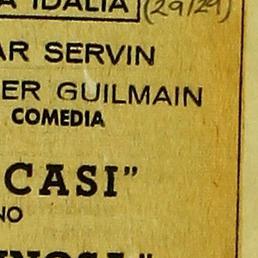 A IDALIA (29/29)
AR SERVIN
ER GUILMAIN
COMEDIA
CASI"
NO